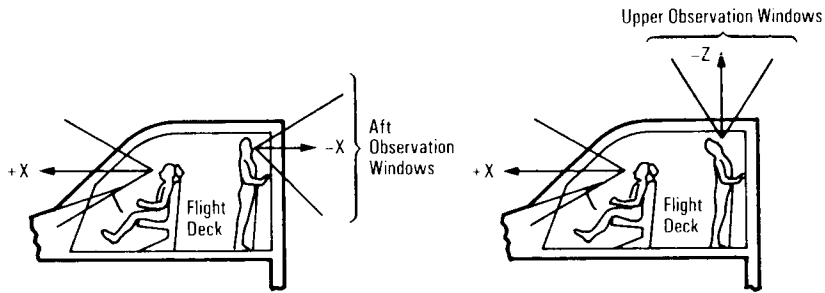 +X
Flight
Deck
–X
Aft
Observation
Windows
Upper Observation Windows
–Z
+X
Flight
Deck